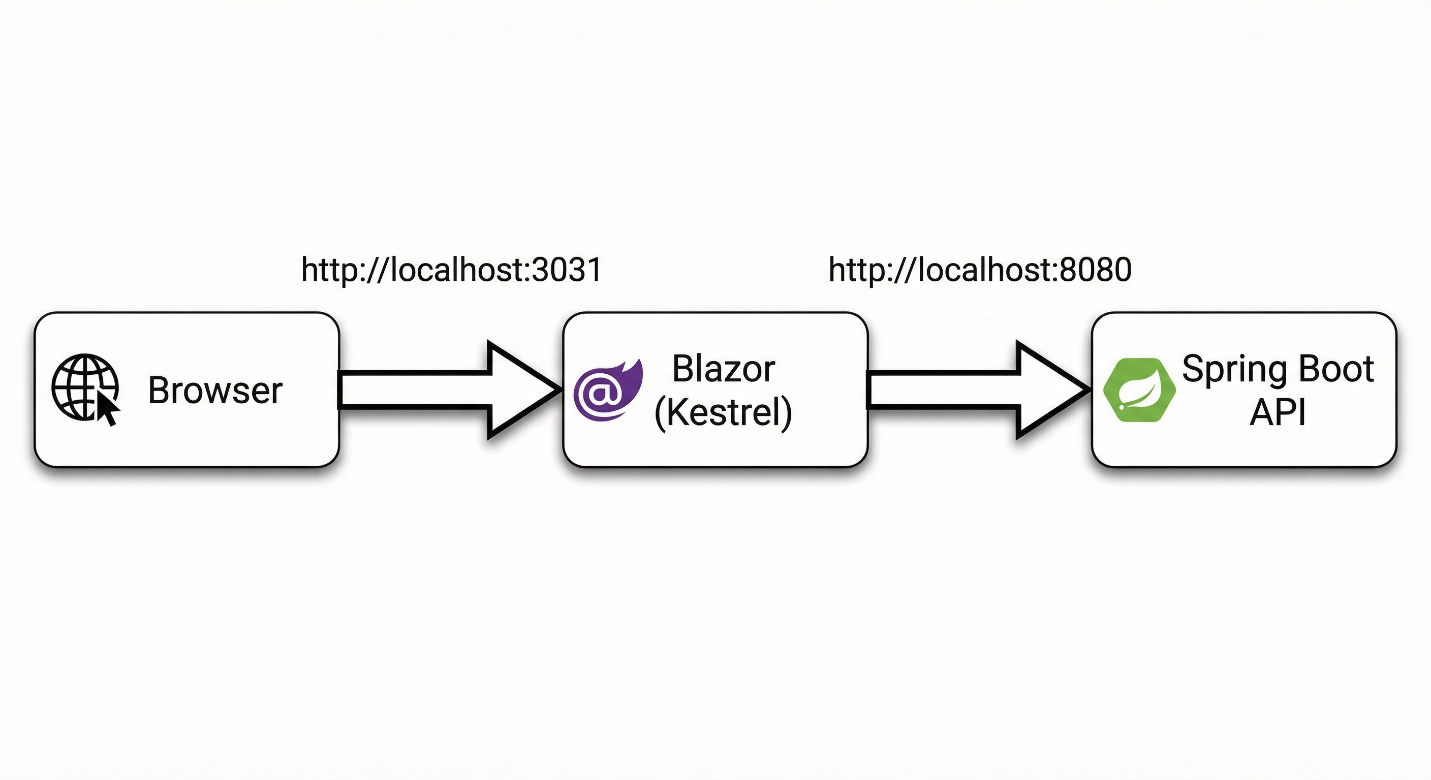 http://localhost:3031
http://localhost:8080
Browser
@
Blazor
(Kestrel)
Spring Boot
API